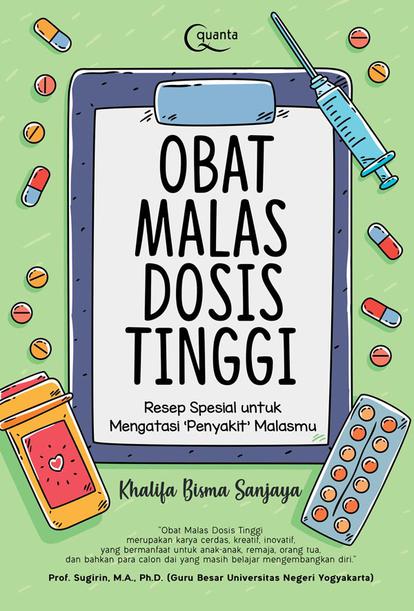 quanta
OBAT
MALAS
DOSIS
TINGGI
Resep Spesial untuk
Mengatasi ‘Penyakit’ Malasmu
Khalifa Bisma Sanjaya
“Obat Malas Dosis Tinggi
merupakan karya cerdas, kreatif, inovatif,
yang bermanfaat untuk anak-anak, remaja, orang tua,
dan bahkan para calon dai yang masih belajar mengembangkan diri.”
Prof. Sugirin, M.A., Ph.D. (Guru Besar Universitas Negeri Yogyakarta)